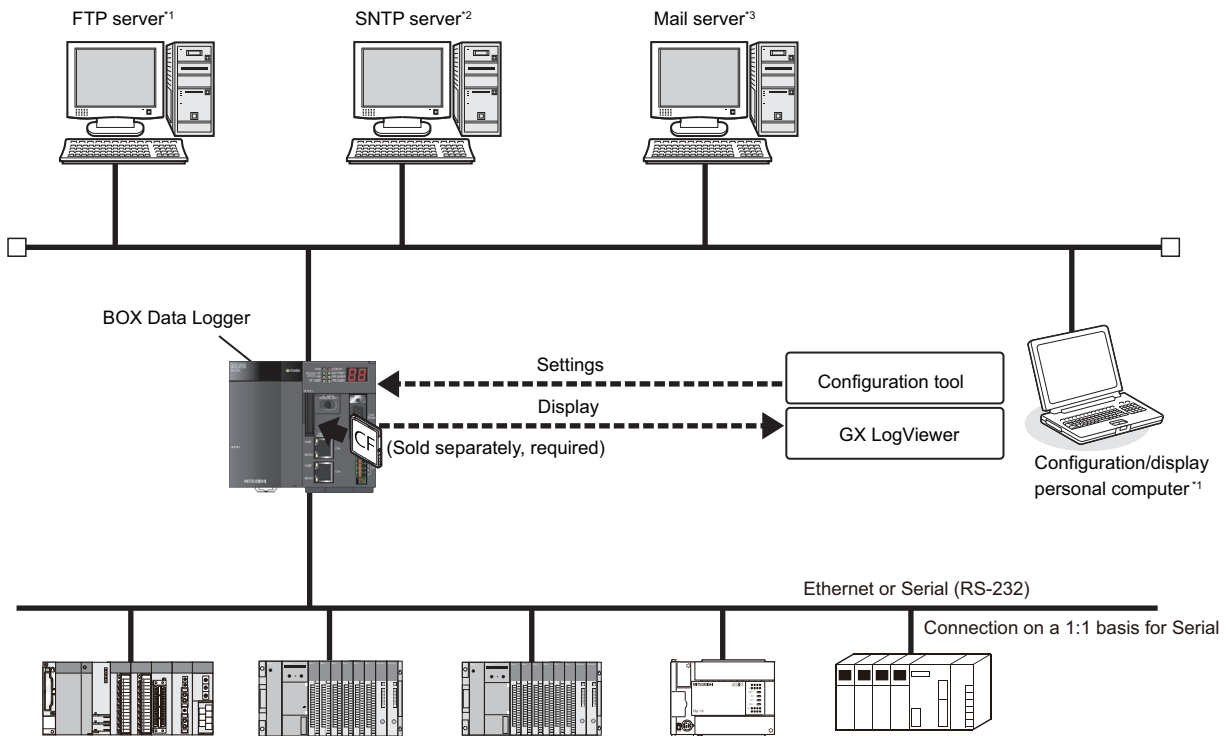 FTP server*1
SNTP server*2
Mail server*3
BOX Data Logger
Settings
Configuration tool
Display
GX LogViewer
CF
(Sold separately, required)
Configuration/display
personal computer*1
MITSUBISHI
Ethernet or Serial (RS-232)
Connection on a 1:1 basis for Serial
MITSUBISHI